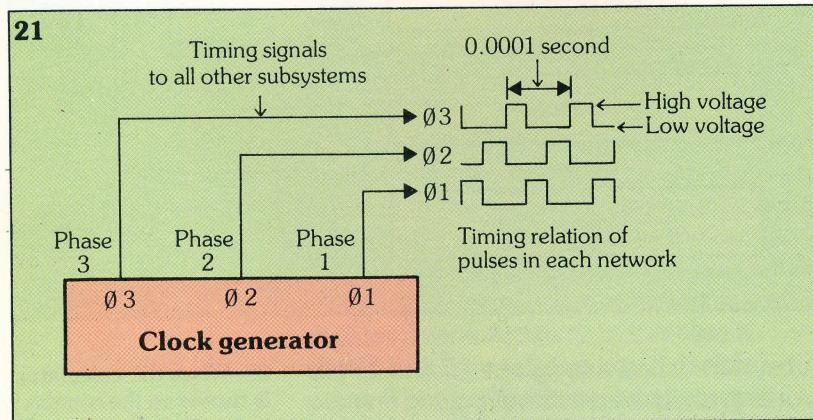 21
Timing signals
to all other subsystems
0.0001 second
Ø3
High voltage
Low voltage
Ø2
Ø1
Phase
3
Phase
2
Phase
1
Timing relation of
pulses in each network
Ø3
Ø2
Ø1
Clock generator